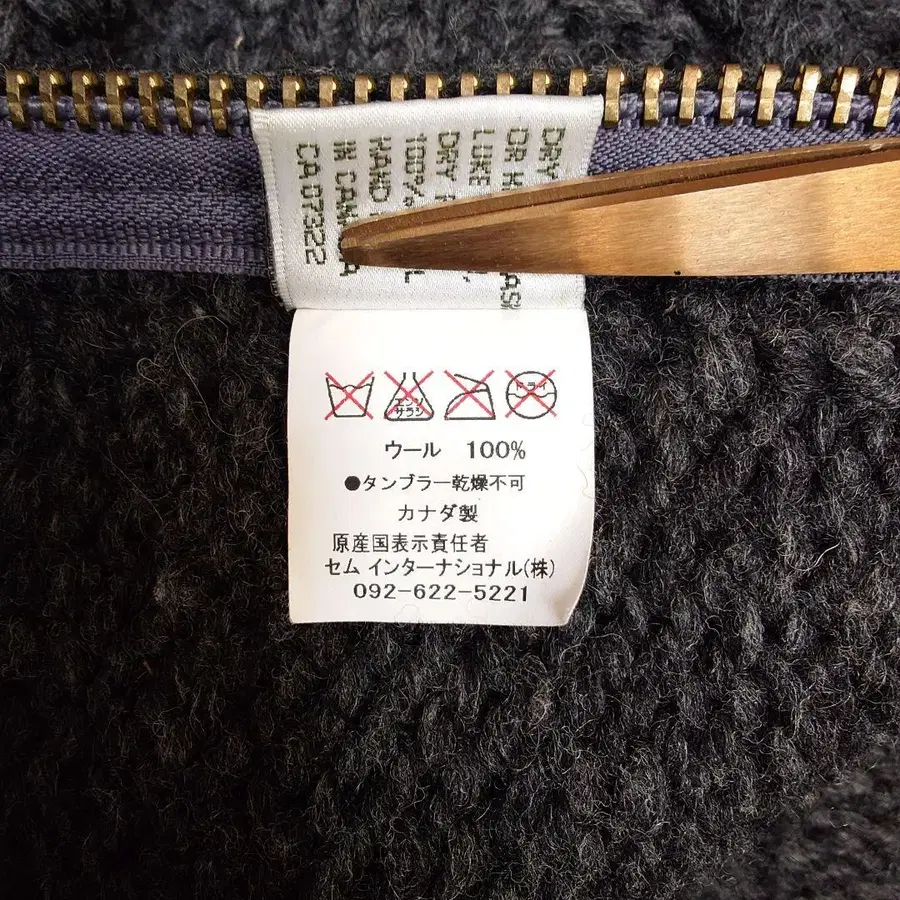 DRY
OR H
LUKE
DRY F
100%
HAND
IN CAN A
CA 07322
エンソ
サラシ
ドライ
ウール 100%
●タンブラー乾燥不可
カナダ製
原産国表示責任者
セム インターナショナル(株)
092-622-5221